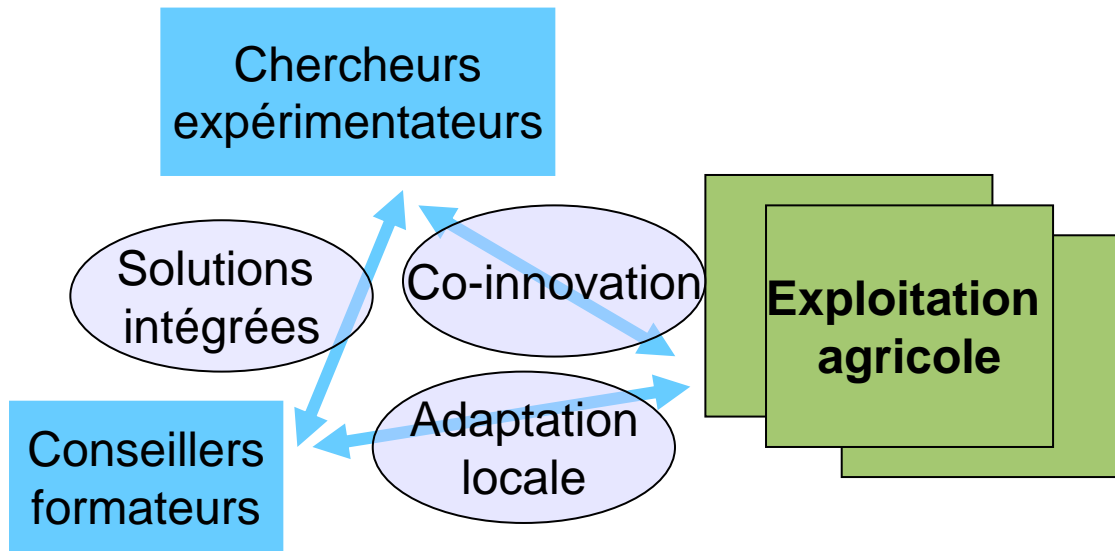 Chercheurs
expérimentateurs
Solutions
intégrées
Co-innovation
Exploitation
agricole
Adaptation
locale
Conseillers
formateurs